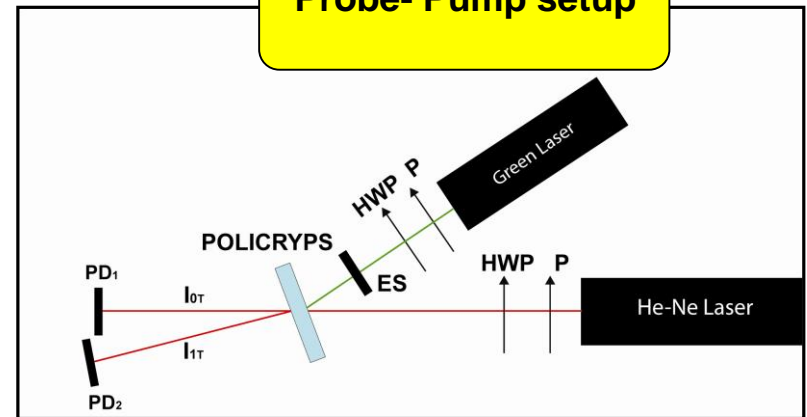 Probe- Pump setup
Green Laser
HWP P
POLICRYPS
ES
HWP P
PD1
I0T
He-Ne Laser
I1T
PD2